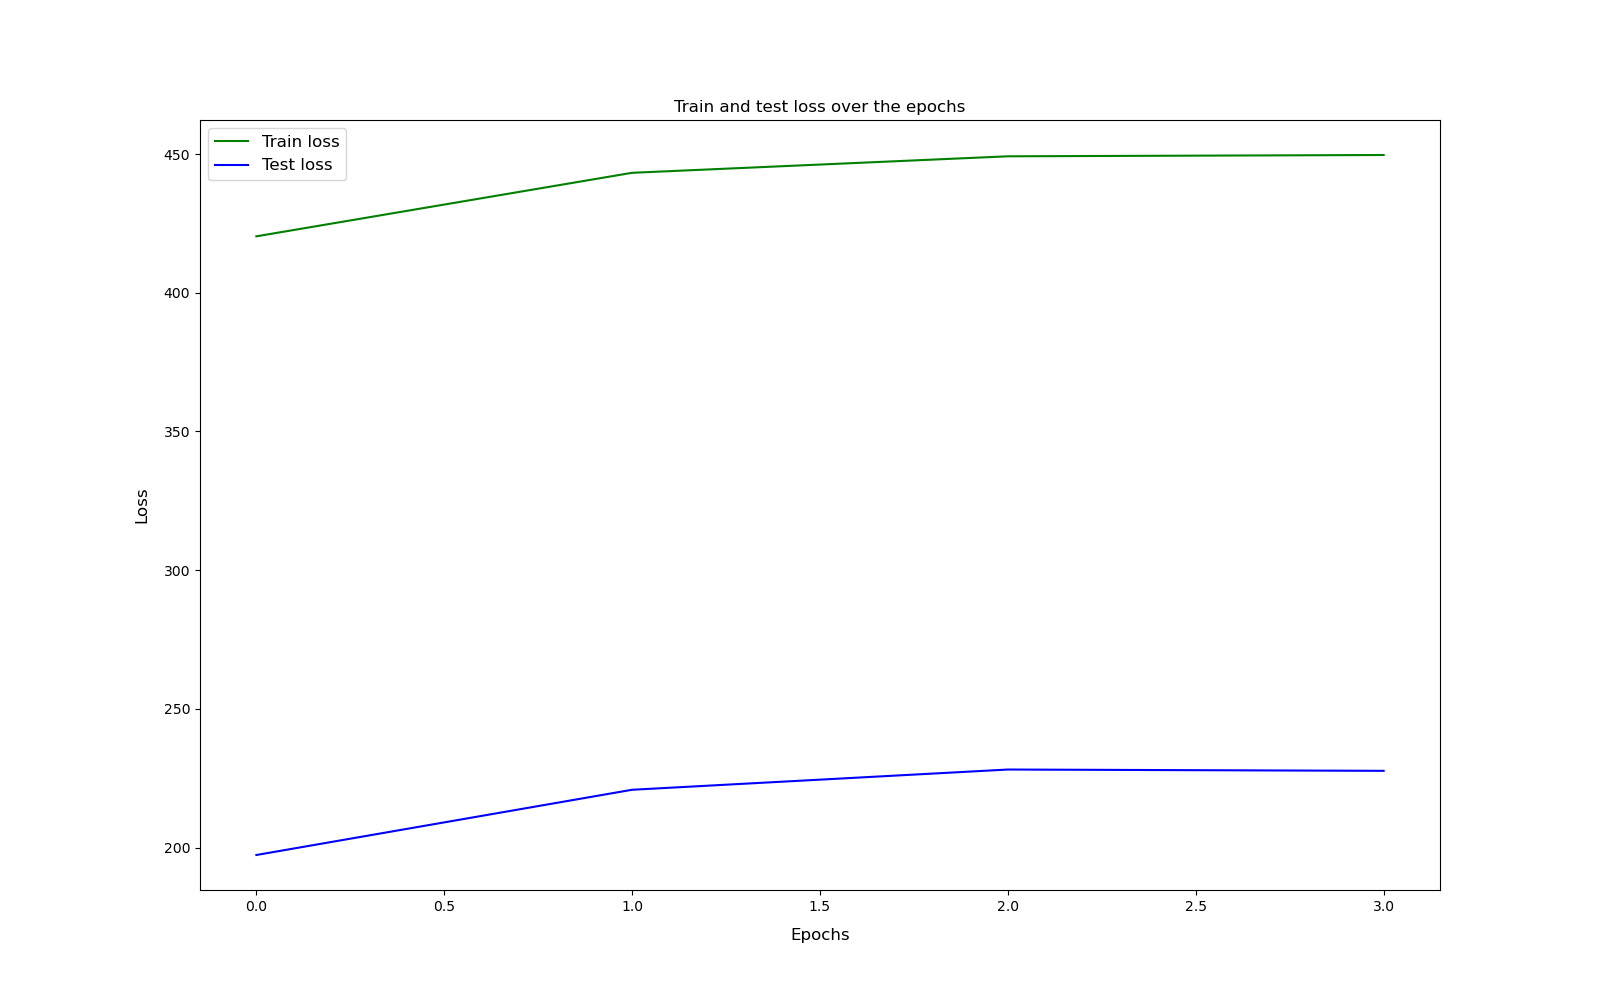 Train and test loss over the epochs
Train loss
Test loss
450
400
350
300
250
200
Loss
0.0 0.5 1.0 1.5 2.0 2.5 3.0
Epochs